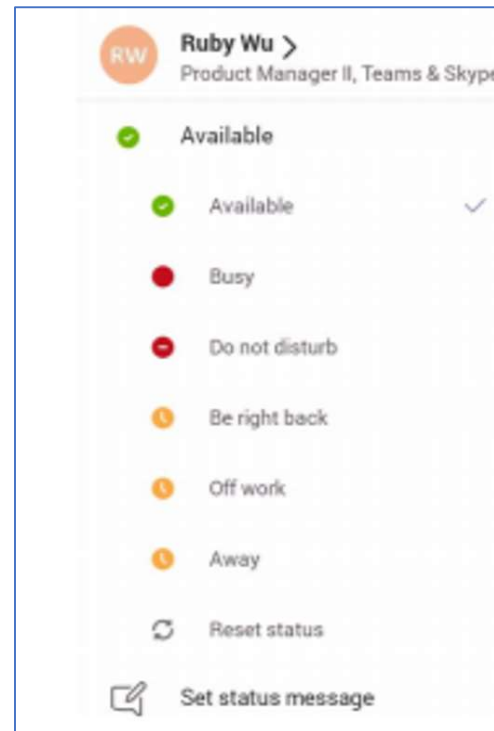 RW
Ruby Wu
Product Manager II, Teams & Skype
Available
Available
Busy
Do not disturb
Be right back
Off work
Away
Reset status
Set status message